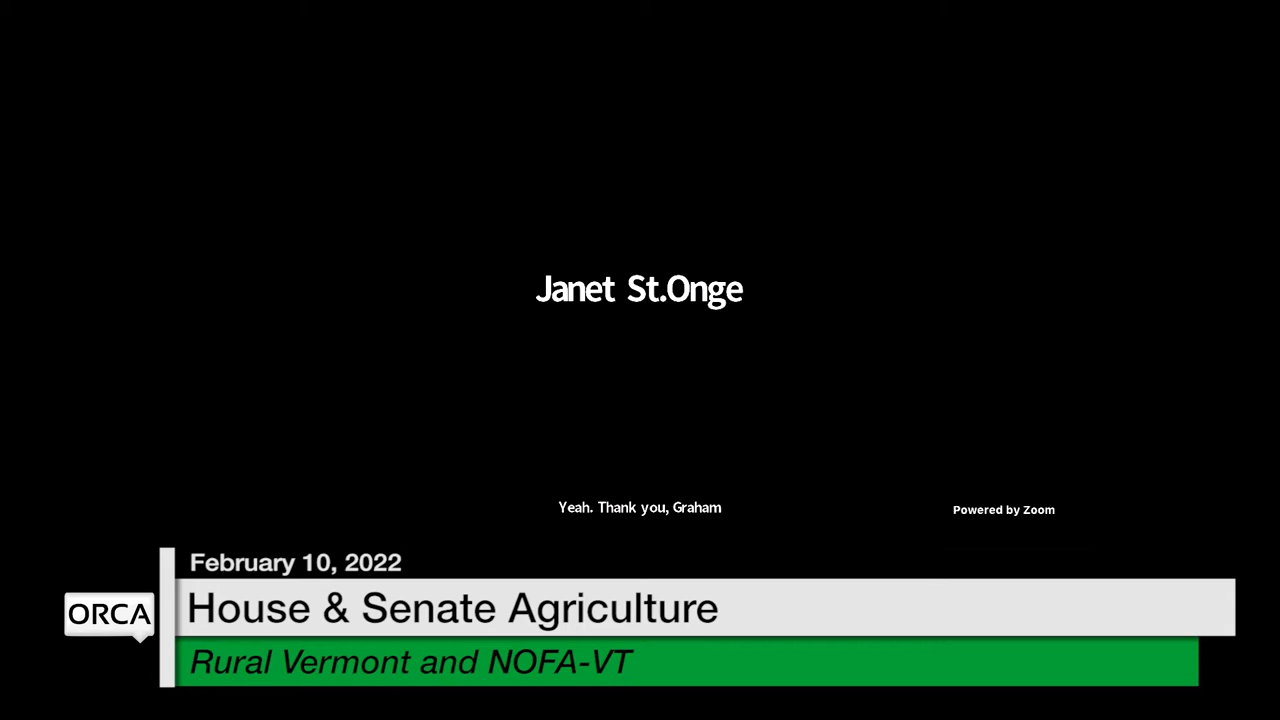 Janet St.Onge
Yeah. Thank you, Graham
Powered by Zoom
February 10, 2022
ORCA
House & Senate Agriculture
Rural Vermont and NOFA-VT